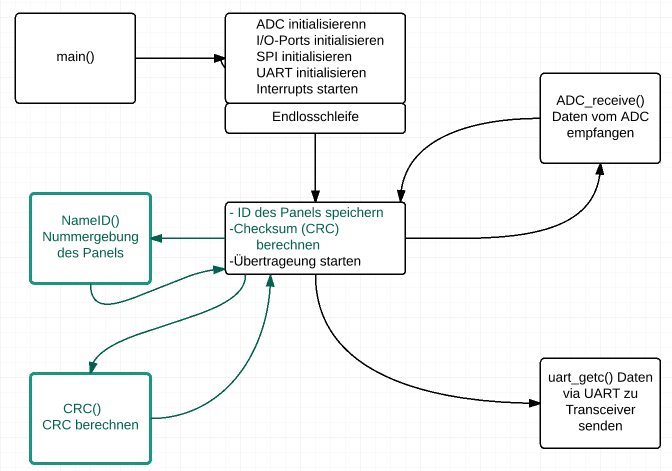 main()
ADC initialisierenn
I/O-Ports initialisieren
SPI initialisieren
UART initialisieren
Interrupts starten
Endlosschleife
ADC_receive()
Daten vom ADC
empfangen
NameID()
Nummergebung
des Panels
- ID des Panels speichern
-Checksum (CRC)
berechnen
-Übertrageung starten
CRC()
CRC berechnen
uart_getc() Daten
via UART zu
Transceiver
senden